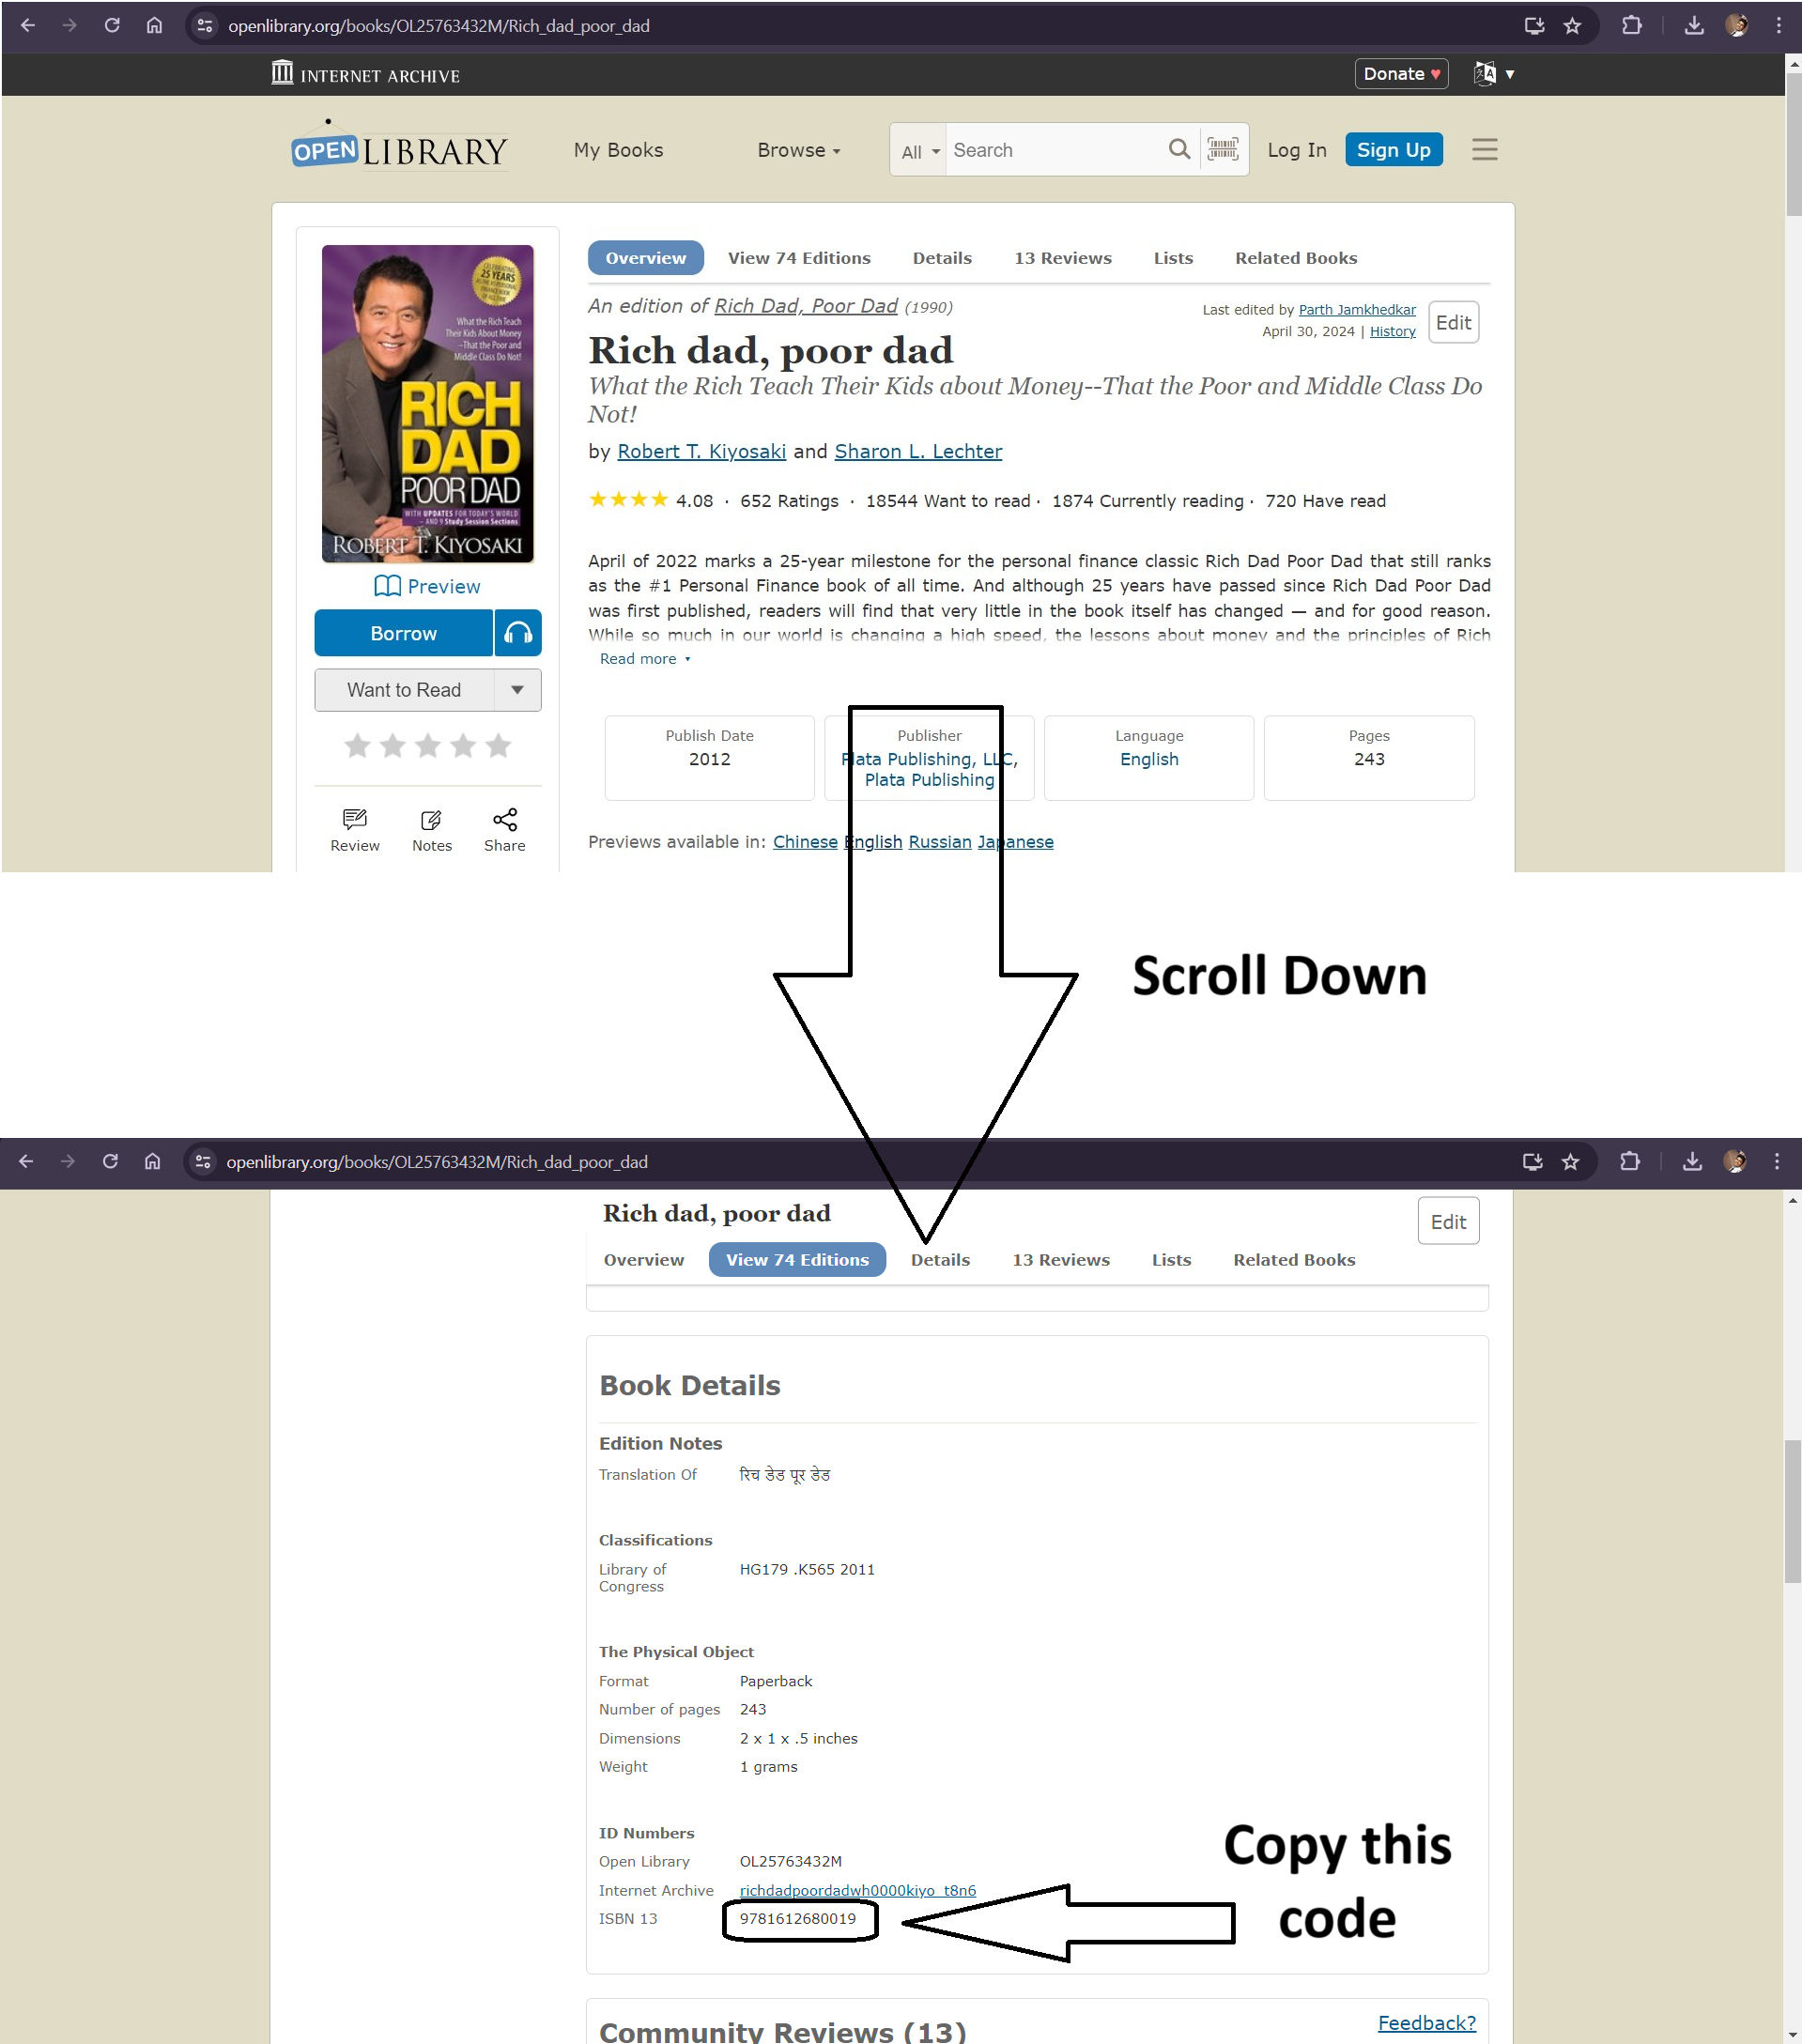 openlibrary.org/books/OL25763432M/Rich_dad_poor_dad
INTERNET ARCHIVE
Donate ♥
OPEN LIBRARY
My Books
Browse
All
Search
Log In
Sign Up
CELEBRATING
25 YEARS
What the Rich Teach
Their Kids About Money
–That the Poor and
Middle Class Do Not!
RICH
DAD
POOR DAD
WITH UPDATES FOR TODAY'S WORLD
– AND 9 Study Session Sections
ROBERT T. KIYOSAKI
Preview
Borrow
Want to Read
Review Notes Share
Overview View 74 Editions Details 13 Reviews Lists Related Books
An edition of Rich Dad, Poor Dad (1990)
Last edited by Parth Jamkhedkar
April 30, 2024 | History
Edit
Rich dad, poor dad
What the Rich Teach Their Kids about Money--That the Poor and Middle Class Do
Not!
by Robert T. Kiyosaki and Sharon L. Lechter
4.08 · 652 Ratings · 18544 Want to read · 1874 Currently reading · 720 Have read
April of 2022 marks a 25-year milestone for the personal finance classic Rich Dad Poor Dad that still ranks
as the #1 Personal Finance book of all time. And although 25 years have passed since Rich Dad Poor Dad
was first published, readers will find that very little in the book itself has changed — and for good reason.
While so much in our world is changing a high speed, the lessons about money and the principles of Rich
Read more
Publish Date
2012
Publisher
Plata Publishing, LLC,
Plata Publishing
Language
English
Pages
243
Previews available in: Chinese English Russian Japanese
Scroll Down
openlibrary.org/books/OL25763432M/Rich_dad_poor_dad
Rich dad, poor dad
Edit
Overview View 74 Editions Details 13 Reviews Lists Related Books
Book Details
Edition Notes
Translation Of रिच डेड पूर डेड
Classifications
Library of
Congress HG179 .K565 2011
The Physical Object
Format Paperback
Number of pages 243
Dimensions 2 x 1 x .5 inches
Weight 1 grams
ID Numbers
Open Library OL25763432M
Internet Archive richdadpoordadwh0000kiyo_t8n6
ISBN 13 9781612680019
Copy this
code
Community Reviews (13)
Feedback?